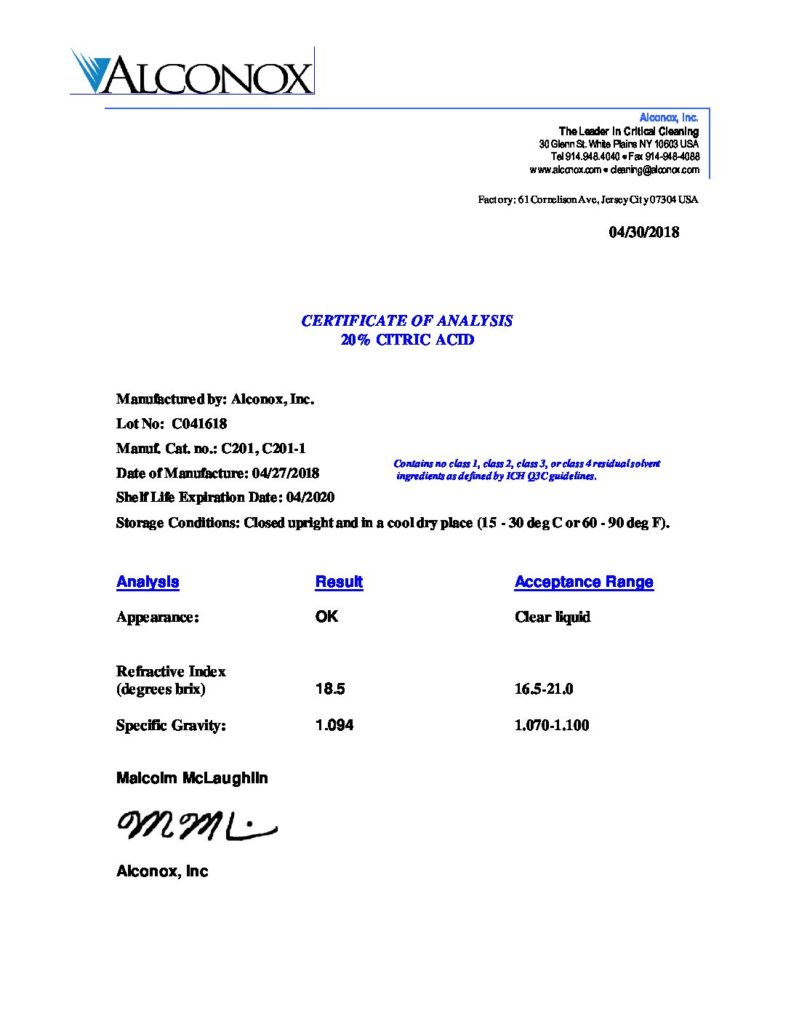 ALCONOX
Alconox, Inc.
The Leader in Critical Cleaning
30 Glenn St. White Plains NY 10603 USA
Tel 914.948.4040 • Fax 914-948-4088
www.alconox.com • cleaning@alconox.com
Factory: 61 Cornelison Ave, Jersey City 07304 USA
04/30/2018
CERTIFICATE OF ANALYSIS
20% CITRIC ACID
Manufactured by: Alconox, Inc.
Lot No: C041618
Manuf. Cat. no.: C201, C201-1
Contains no class 1, class 2, class 3, or class 4 residual solvent
Date of Manufacture: 04/27/2018
ingredients as defined by ICH Q3C guidelines.
Shelf Life Expiration Date: 04/2020
Storage Conditions: Closed upright and in a cool dry place (15 - 30 deg C or 60 - 90 deg F).
Analysis Result Acceptance Range
Appearance: OK Clear liquid
Refractive Index
(degrees brix) 18.5 16.5-21.0
Specific Gravity: 1.094 1.070-1.100
Malcolm McLaughlin
Alconox, Inc